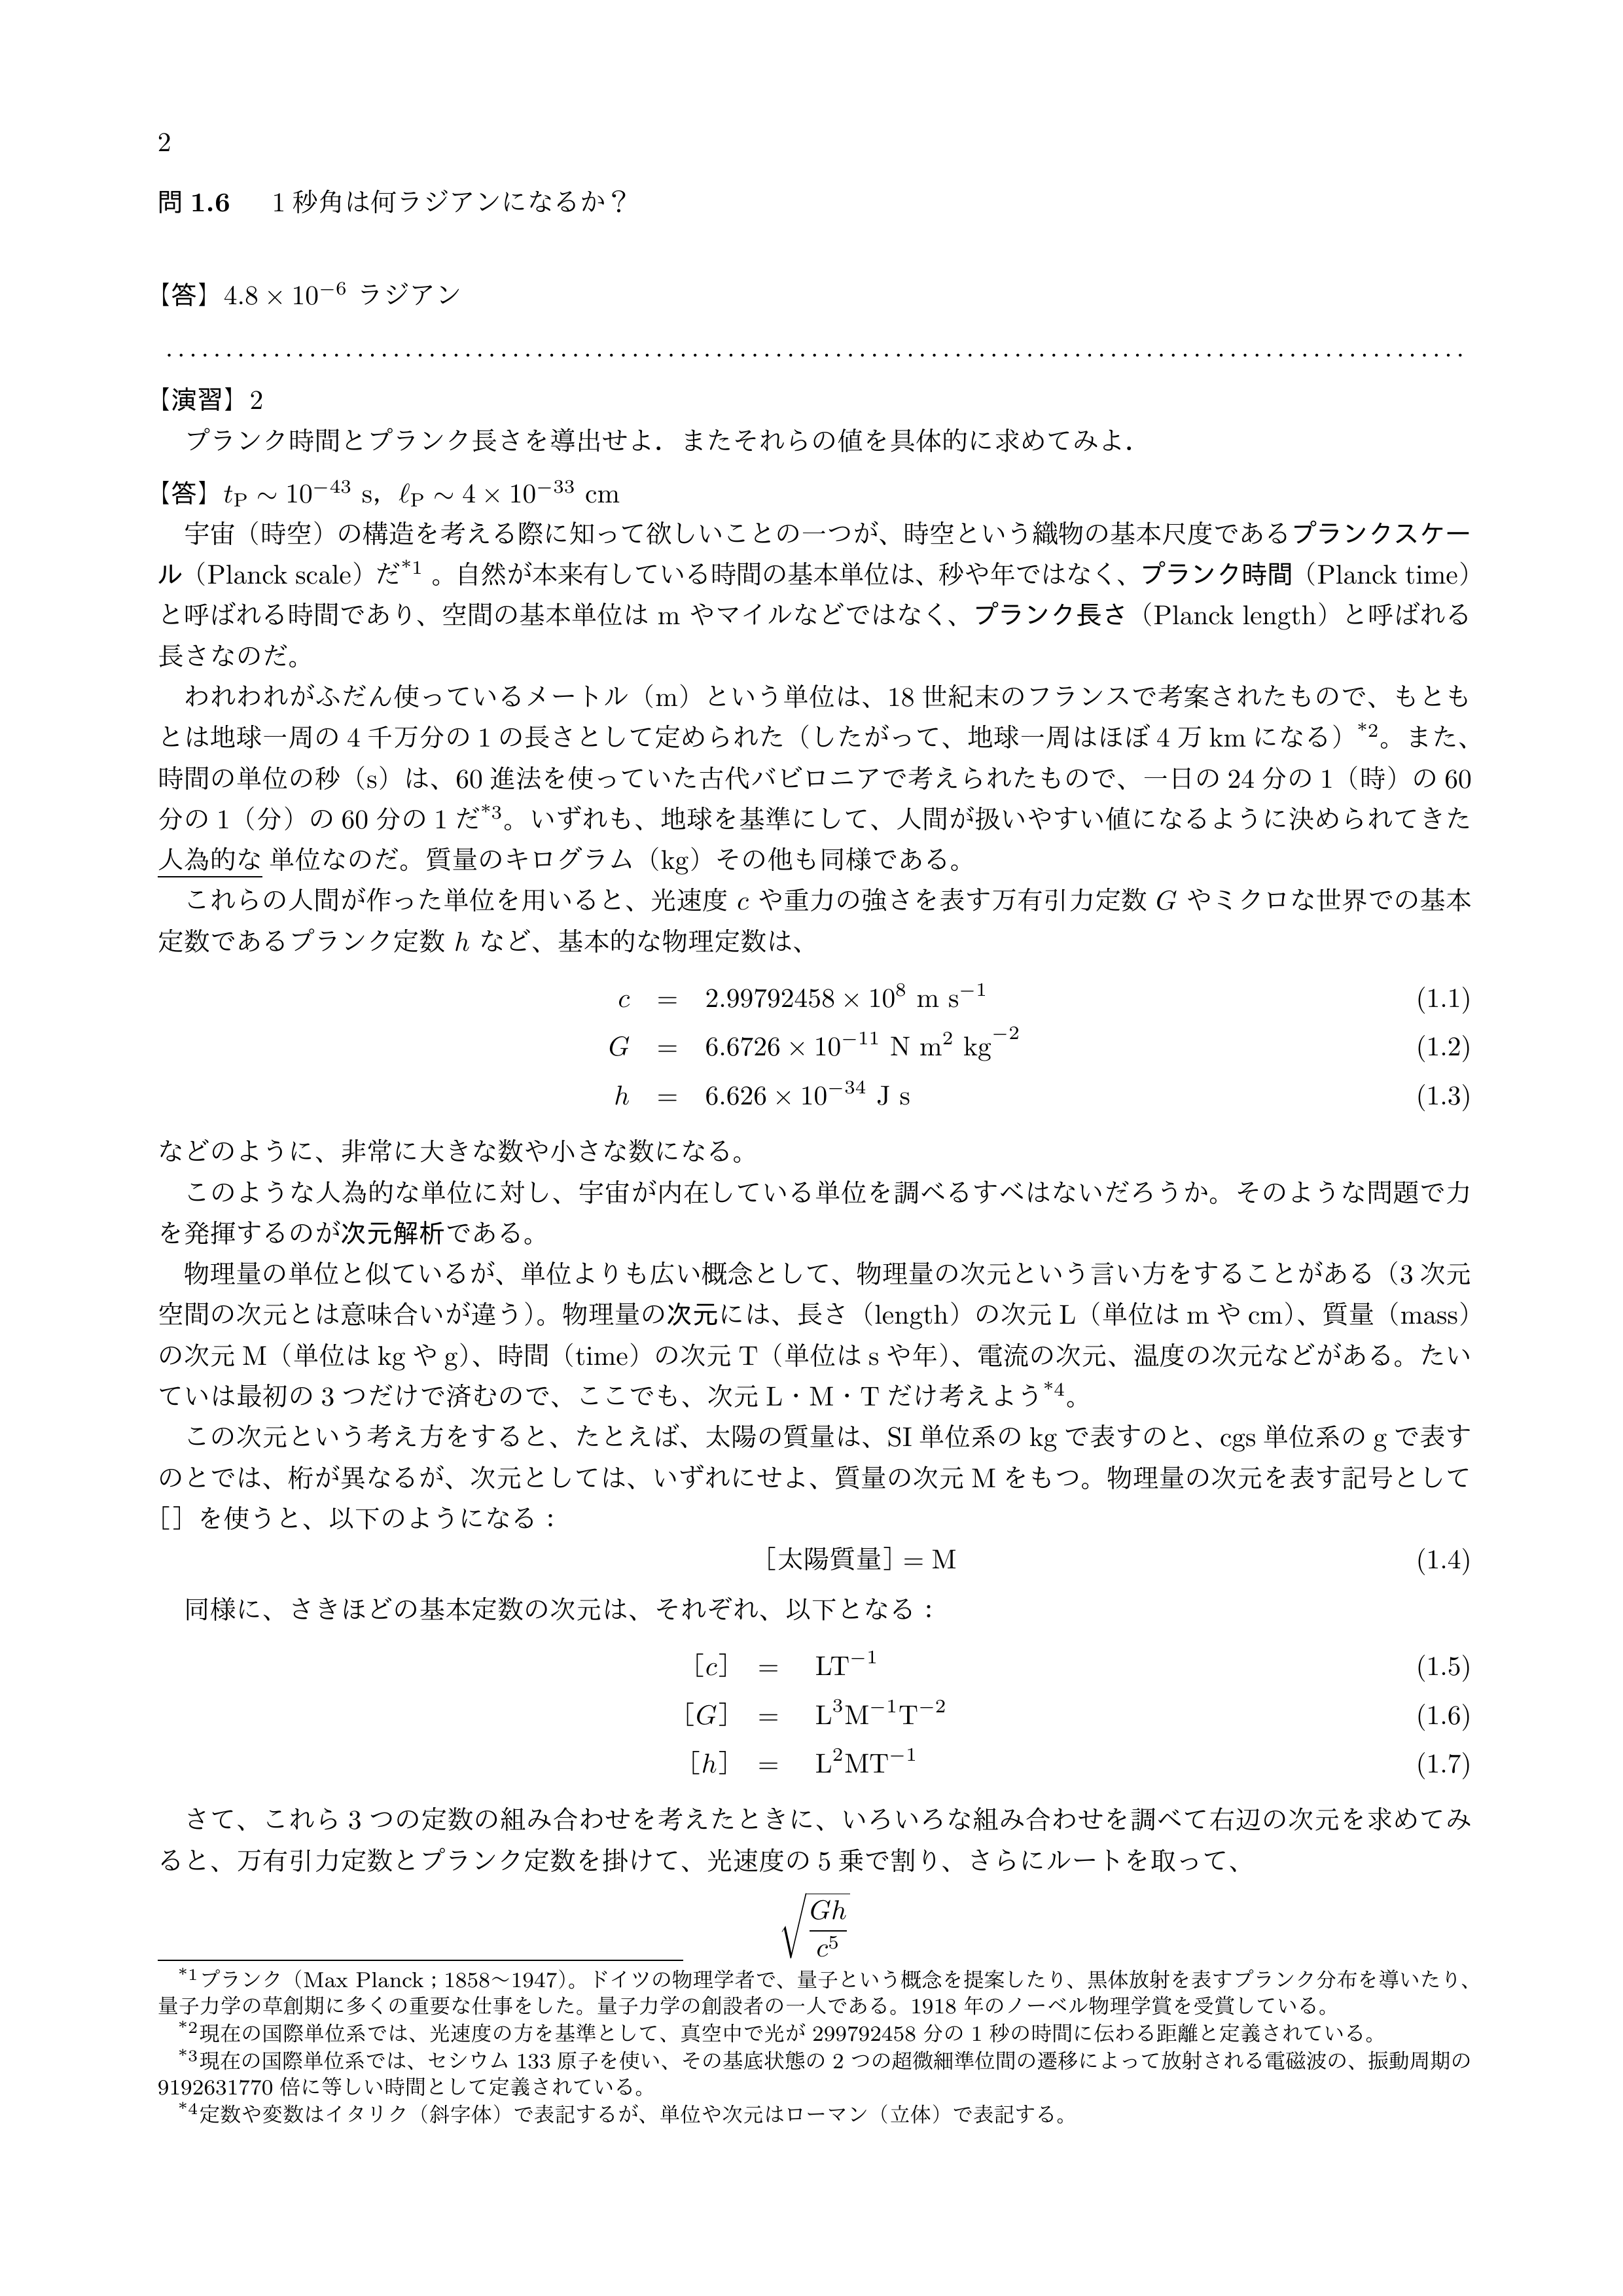 2
問 1.6 1 秒角は何ラジアンになるか？
【答】4.8 × 10⁻⁶ ラジアン
................................................................................
【演習】2
プランク時間とプランク長さを導出せよ．またそれらの値を具体的に求めてみよ．
【答】t_P ∼ 10⁻⁴³ s，ℓ_P ∼ 4 × 10⁻³³ cm
宇宙（時空）の構造を考える際に知って欲しいことの一つが、時空という織物の基本尺度であるプランクスケー
ル（Planck scale）だ*1 。自然が本来有している時間の基本単位は、秒や年ではなく、プランク時間（Planck time）
と呼ばれる時間であり、空間の基本単位は m やマイルなどではなく、プランク長さ（Planck length）と呼ばれる
長さなのだ。
われわれがふだん使っているメートル（m）という単位は、18 世紀末のフランスで考案されたもので、もとも
とは地球一周の 4 千万分の 1 の長さとして定められた（したがって、地球一周はほぼ 4 万 km になる）*2。また、
時間の単位の秒（s）は、60 進法を使っていた古代バビロニアで考えられたもので、一日の 24 分の 1（時）の 60
分の 1（分）の 60 分の 1 だ*3。いずれも、地球を基準にして、人間が扱いやすい値になるように決められてきた
人為的な 単位なのだ。質量のキログラム（kg）その他も同様である。
これらの人間が作った単位を用いると、光速度 c や重力の強さを表す万有引力定数 G やミクロな世界での基本
定数であるプランク定数 h など、基本的な物理定数は、
c = 2.99792458 × 10⁸ m s⁻¹ (1.1)
G = 6.6726 × 10⁻¹¹ N m² kg⁻² (1.2)
h = 6.626 × 10⁻³⁴ J s (1.3)
などのように、非常に大きな数や小さな数になる。
このような人為的な単位に対し、宇宙が内在している単位を調べるすべはないだろうか。そのような問題で力
を発揮するのが次元解析である。
物理量の単位と似ているが、単位よりも広い概念として、物理量の次元という言い方をすることがある（3 次元
空間の次元とは意味合いが違う）。物理量の次元には、長さ（length）の次元 L（単位は m や cm）、質量（mass）
の次元 M（単位は kg や g）、時間（time）の次元 T（単位は s や年）、電流の次元、温度の次元などがある。たい
ていは最初の 3 つだけで済むので、ここでも、次元 L・M・T だけ考えよう*4。
この次元という考え方をすると、たとえば、太陽の質量は、SI 単位系の kg で表すのと、cgs 単位系の g で表す
のとでは、桁が異なるが、次元としては、いずれにせよ、質量の次元 M をもつ。物理量の次元を表す記号として
［］を使うと、以下のようになる：
［太陽質量］= M (1.4)
同様に、さきほどの基本定数の次元は、それぞれ、以下となる：
［c］ = LT⁻¹ (1.5)
［G］ = L³M⁻¹T⁻² (1.6)
［h］ = L²MT⁻¹ (1.7)
さて、これら 3 つの定数の組み合わせを考えたときに、いろいろな組み合わせを調べて右辺の次元を求めてみ
ると、万有引力定数とプランク定数を掛けて、光速度の 5 乗で割り、さらにルートを取って、
√(Gh/c⁵)
*1プランク（Max Planck；1858〜1947）。ドイツの物理学者で、量子という概念を提案したり、黒体放射を表すプランク分布を導いたり、
量子力学の草創期に多くの重要な仕事をした。量子力学の創設者の一人である。1918 年のノーベル物理学賞を受賞している。
*2現在の国際単位系では、光速度の方を基準として、真空中で光が 299792458 分の 1 秒の時間に伝わる距離と定義されている。
*3現在の国際単位系では、セシウム 133 原子を使い、その基底状態の 2 つの超微細準位間の遷移によって放射される電磁波の、振動周期の
9192631770 倍に等しい時間として定義されている。
*4定数や変数はイタリク（斜字体）で表記するが、単位や次元はローマン（立体）で表記する。